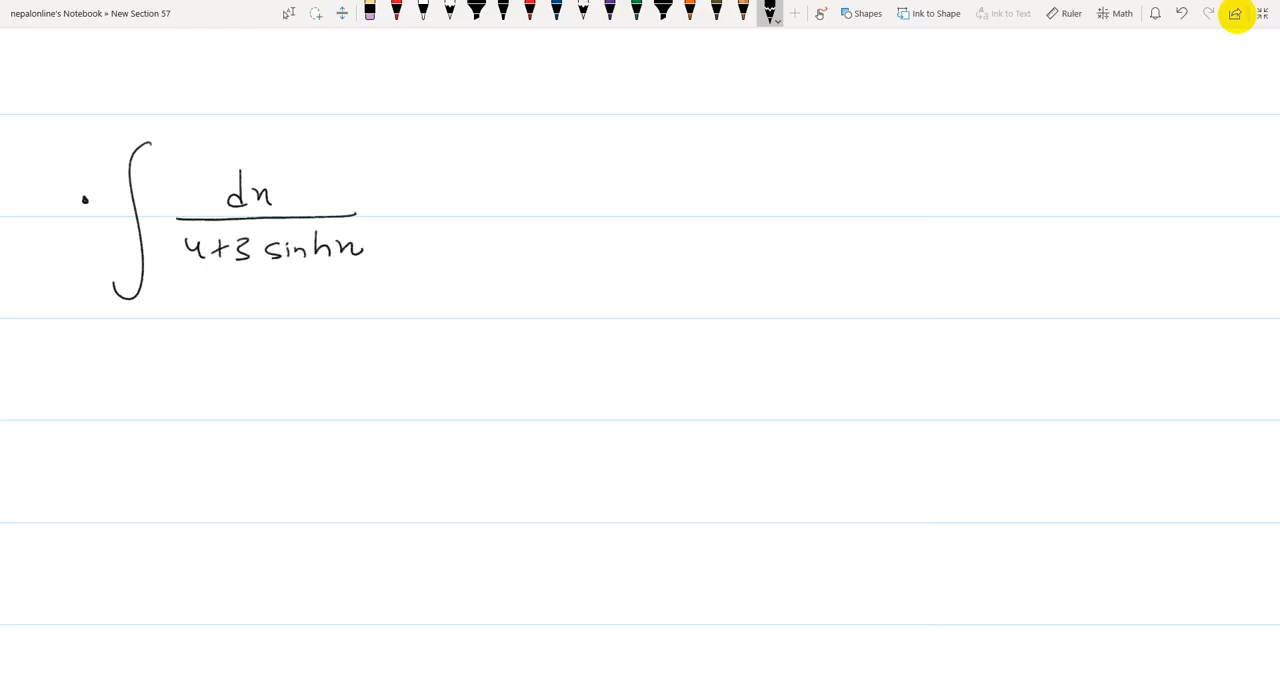 nepalonline's Notebook » New Section 57
Shapes
Ink to Shape
Ink to Text
Ruler
Math
∫ dx / (4+3 sinhx)